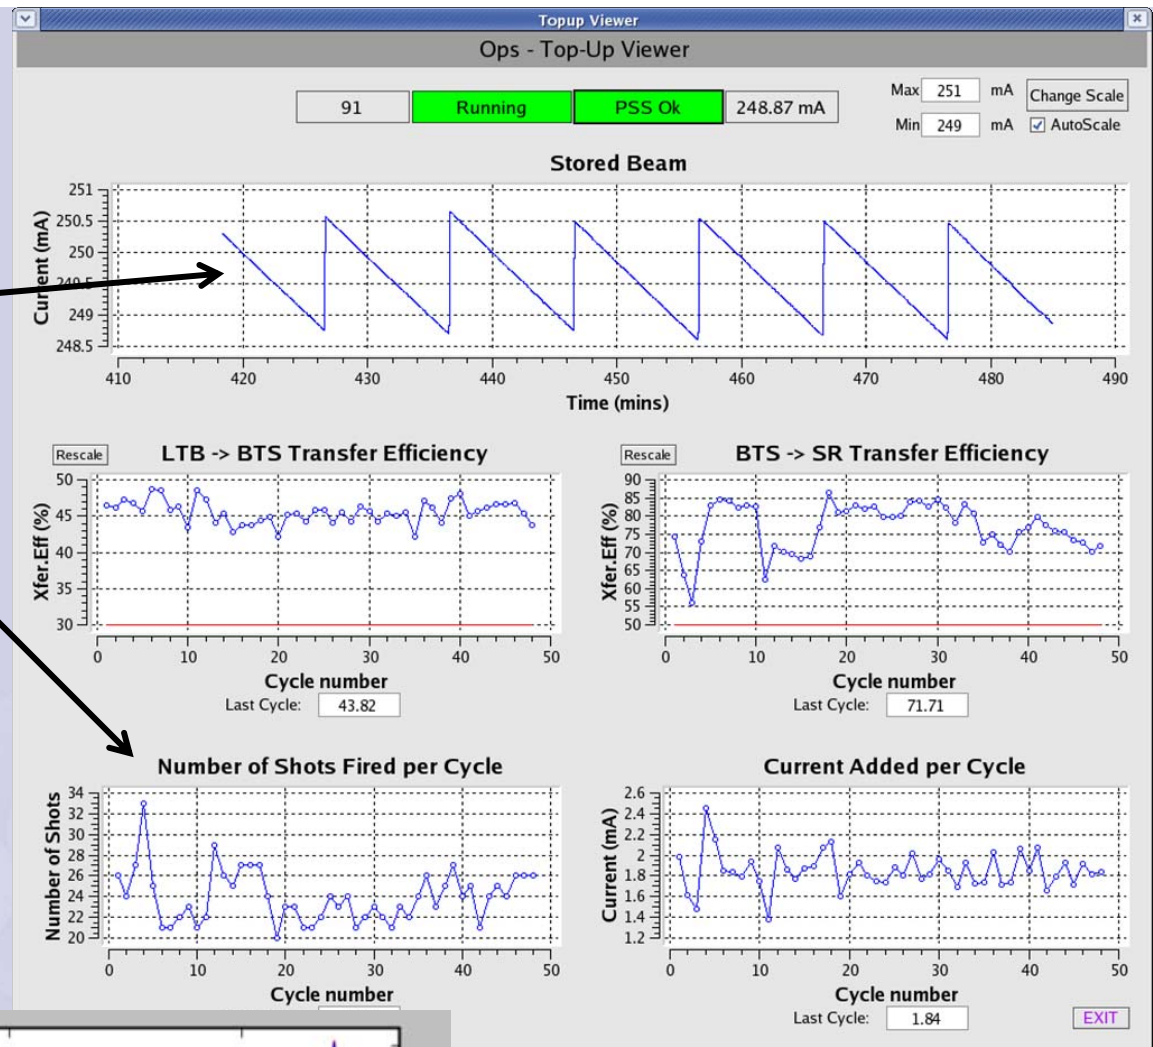 Topup Viewer
Ops - Top-Up Viewer
91 Running PSS Ok 248.87 mA
Max 251 mA Change Scale
Min 249 mA AutoScale
Stored Beam
Current (mA)
251
250.5
250
249.5
249
248.5
410 420 430 440 450 460 470 480 490
Time (mins)
Rescale LTB -> BTS Transfer Efficiency
Xfer.Eff (%)
50
45
40
35
30
0 10 20 30 40 50
Cycle number
Last Cycle: 43.82
Rescale BTS -> SR Transfer Efficiency
Xfer.Eff (%)
90
85
80
75
70
65
60
55
50
0 10 20 30 40 50
Cycle number
Last Cycle: 71.71
Number of Shots Fired per Cycle
Number of Shots
34
32
30
28
26
24
22
20
0 10 20 30 40 50
Cycle number
Current Added per Cycle
Current (mA)
2.6
2.4
2.2
2
1.8
1.6
1.4
1.2
0 10 20 30 40 50
Cycle number
Last Cycle: 1.84
EXIT